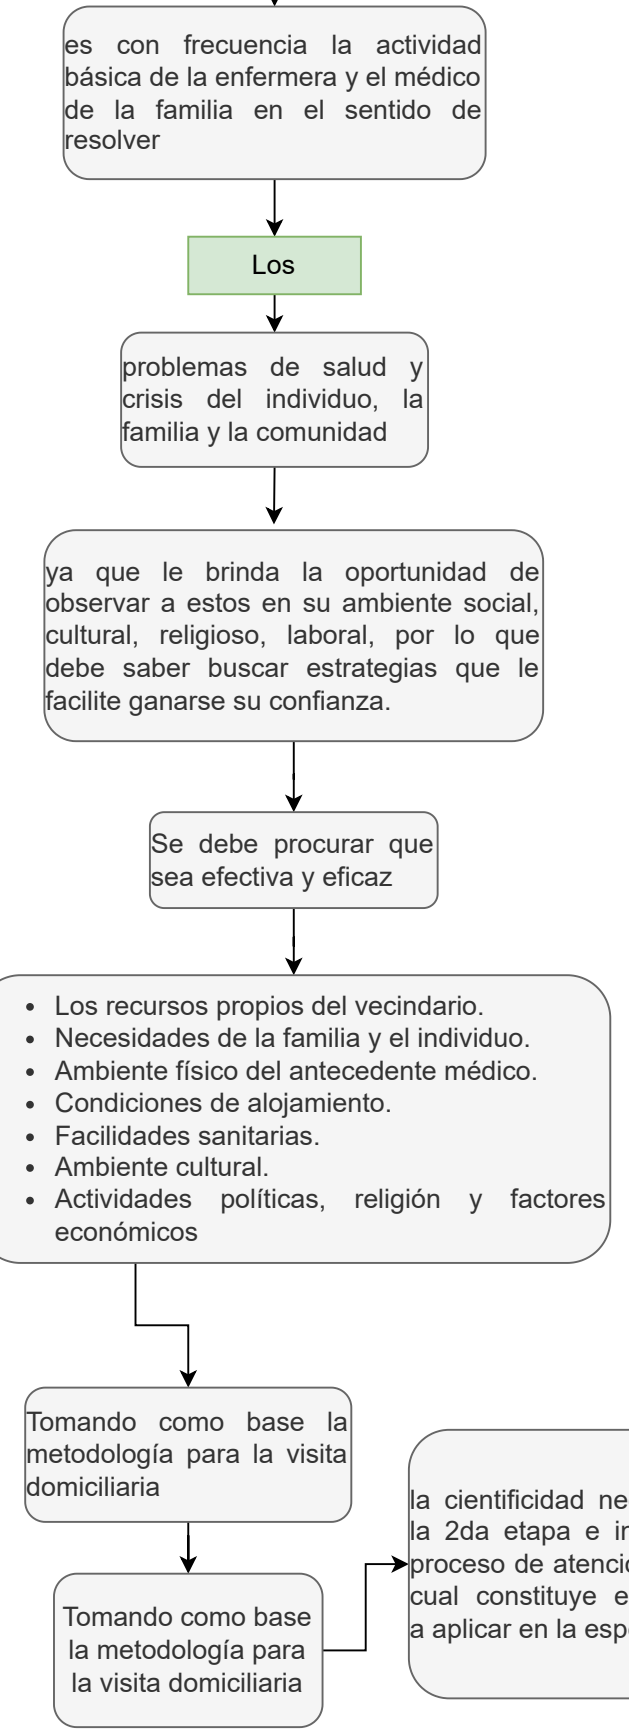 es con frecuencia la actividad
básica de la enfermera y el médico
de la familia en el sentido de
resolver
Los
problemas de salud y
crisis del individuo, la
familia y la comunidad
ya que le brinda la oportunidad de
observar a estos en su ambiente social,
cultural, religioso, laboral, por lo que
debe saber buscar estrategias que le
facilite ganarse su confianza.
Se debe procurar que
sea efectiva y eficaz
• Los recursos propios del vecindario.
• Necesidades de la familia y el individuo.
• Ambiente físico del antecedente médico.
• Condiciones de alojamiento.
• Facilidades sanitarias.
• Ambiente cultural.
• Actividades políticas, religión y factores
económicos
Tomando como base la
metodología para la visita
domiciliaria
Tomando como base
la metodología para
la visita domiciliaria
la cientificidad
la 2da etapa e
proceso de
cual constituye
a aplicar en la